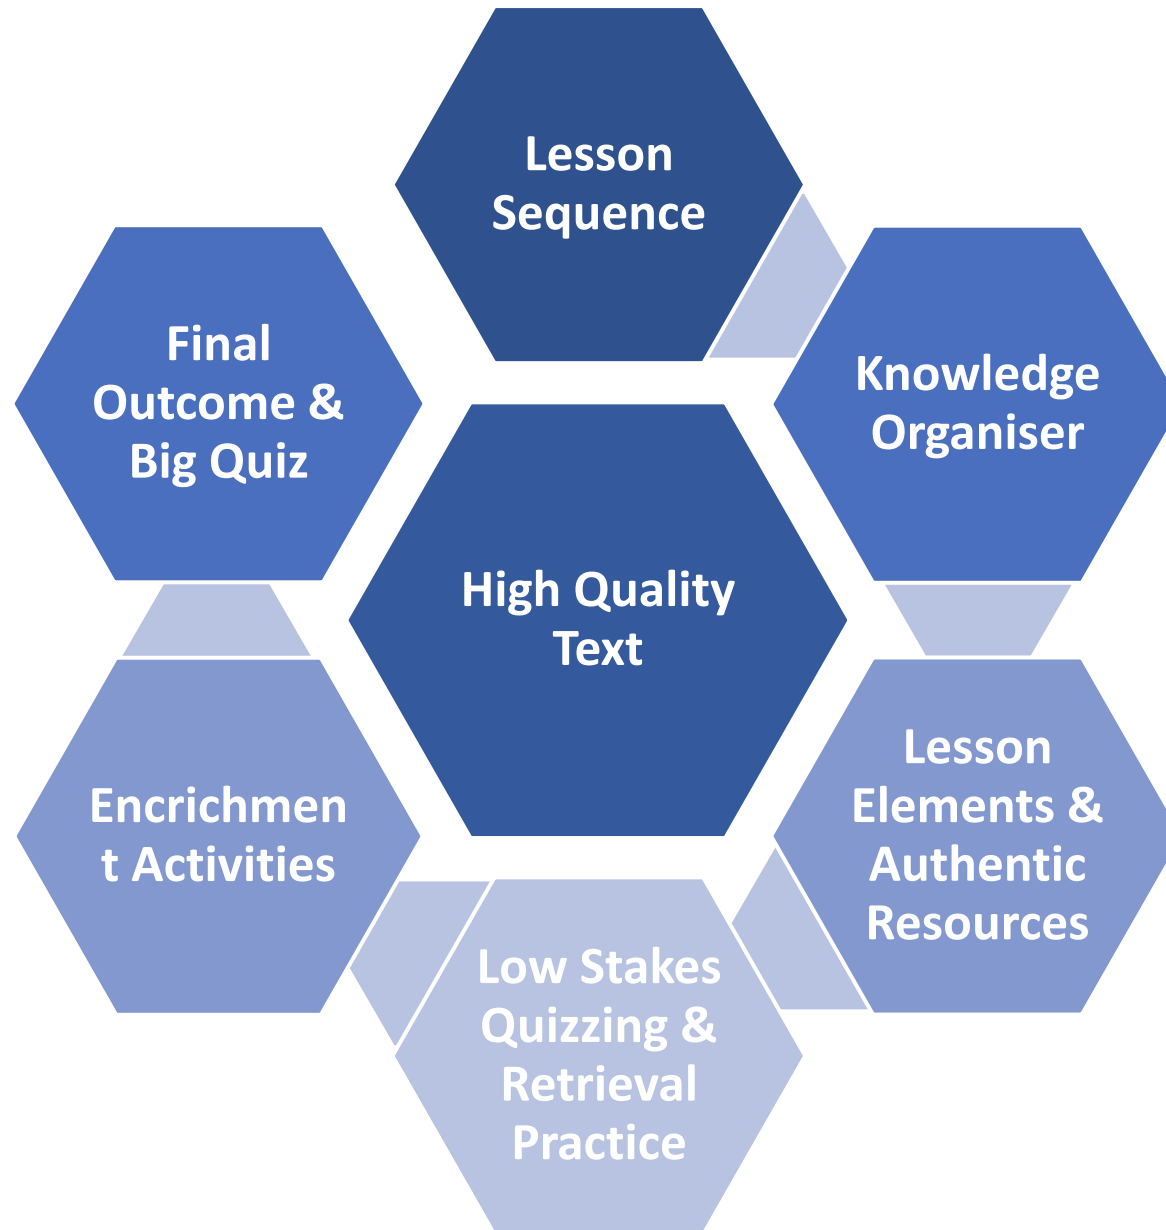 Lesson
Sequence
Knowledge
Organiser
Lesson
Elements &
Authentic
Resources
Low Stakes
Quizzing &
Retrieval
Practice
Encrichmen
t Activities
Final
Outcome &
Big Quiz
High Quality
Text